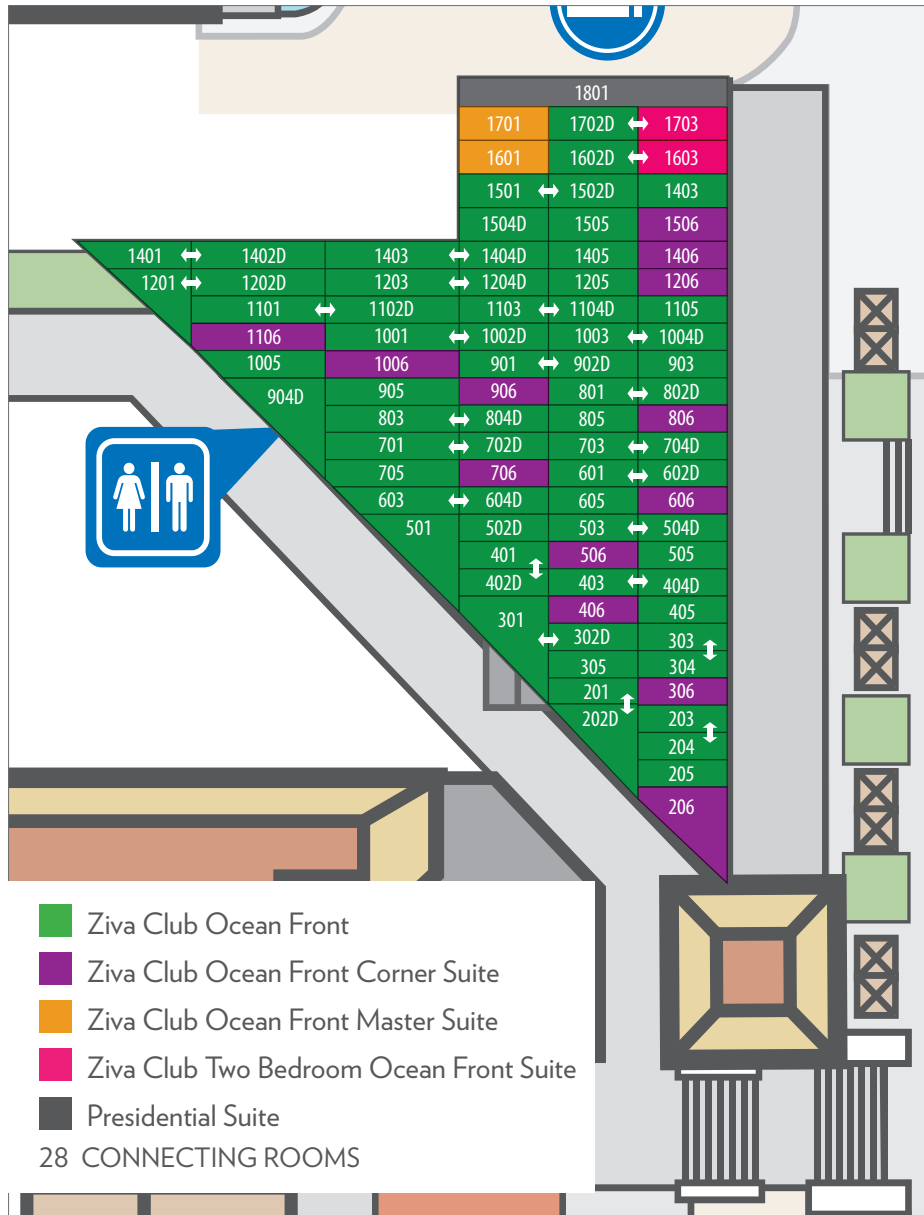 1801
1701 1702D 1703
1601 1602D 1603
1501 1502D 1403
1504D 1505 1506
1401 1402D 1403 1404D 1405 1406
1201 1202D 1203 1204D 1205 1206
1101 1102D 1103 1104D 1105
1106 1001 1002D 1003 1004D
1005 1006 901 902D 903
904D 905 906 801 802D
803 804D 805 806
701 702D 703 704D
705 706 601 602D
603 604D 605 606
501 502D 503 504D
401 506 505
402D 403 404D
301 406 405
302D 303
305 304
201 306
202D 203
204
205
206
Ziva Club Ocean Front
Ziva Club Ocean Front Corner Suite
Ziva Club Ocean Front Master Suite
Ziva Club Two Bedroom Ocean Front Suite
Presidential Suite
28 CONNECTING ROOMS